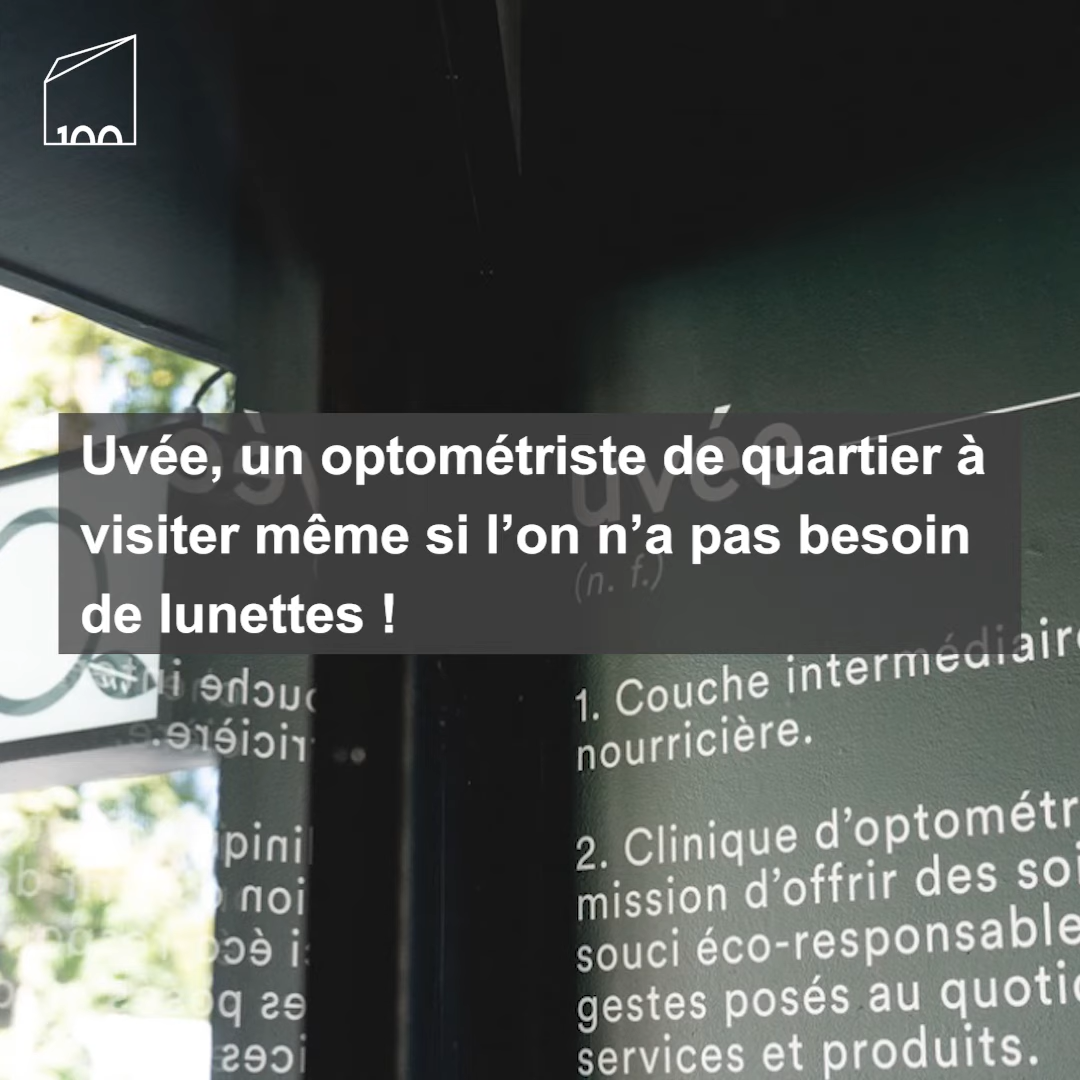 100
Uvée, un optométriste de quartier à
visiter même si l’on n’a pas besoin
de lunettes !
uvée
(n. f.)
1. Couche intermédiaire
nourricière.
2. Clinique d’optométr
mission d’offrir des soi
souci éco-responsable
gestes posés au quoti
services et produits.